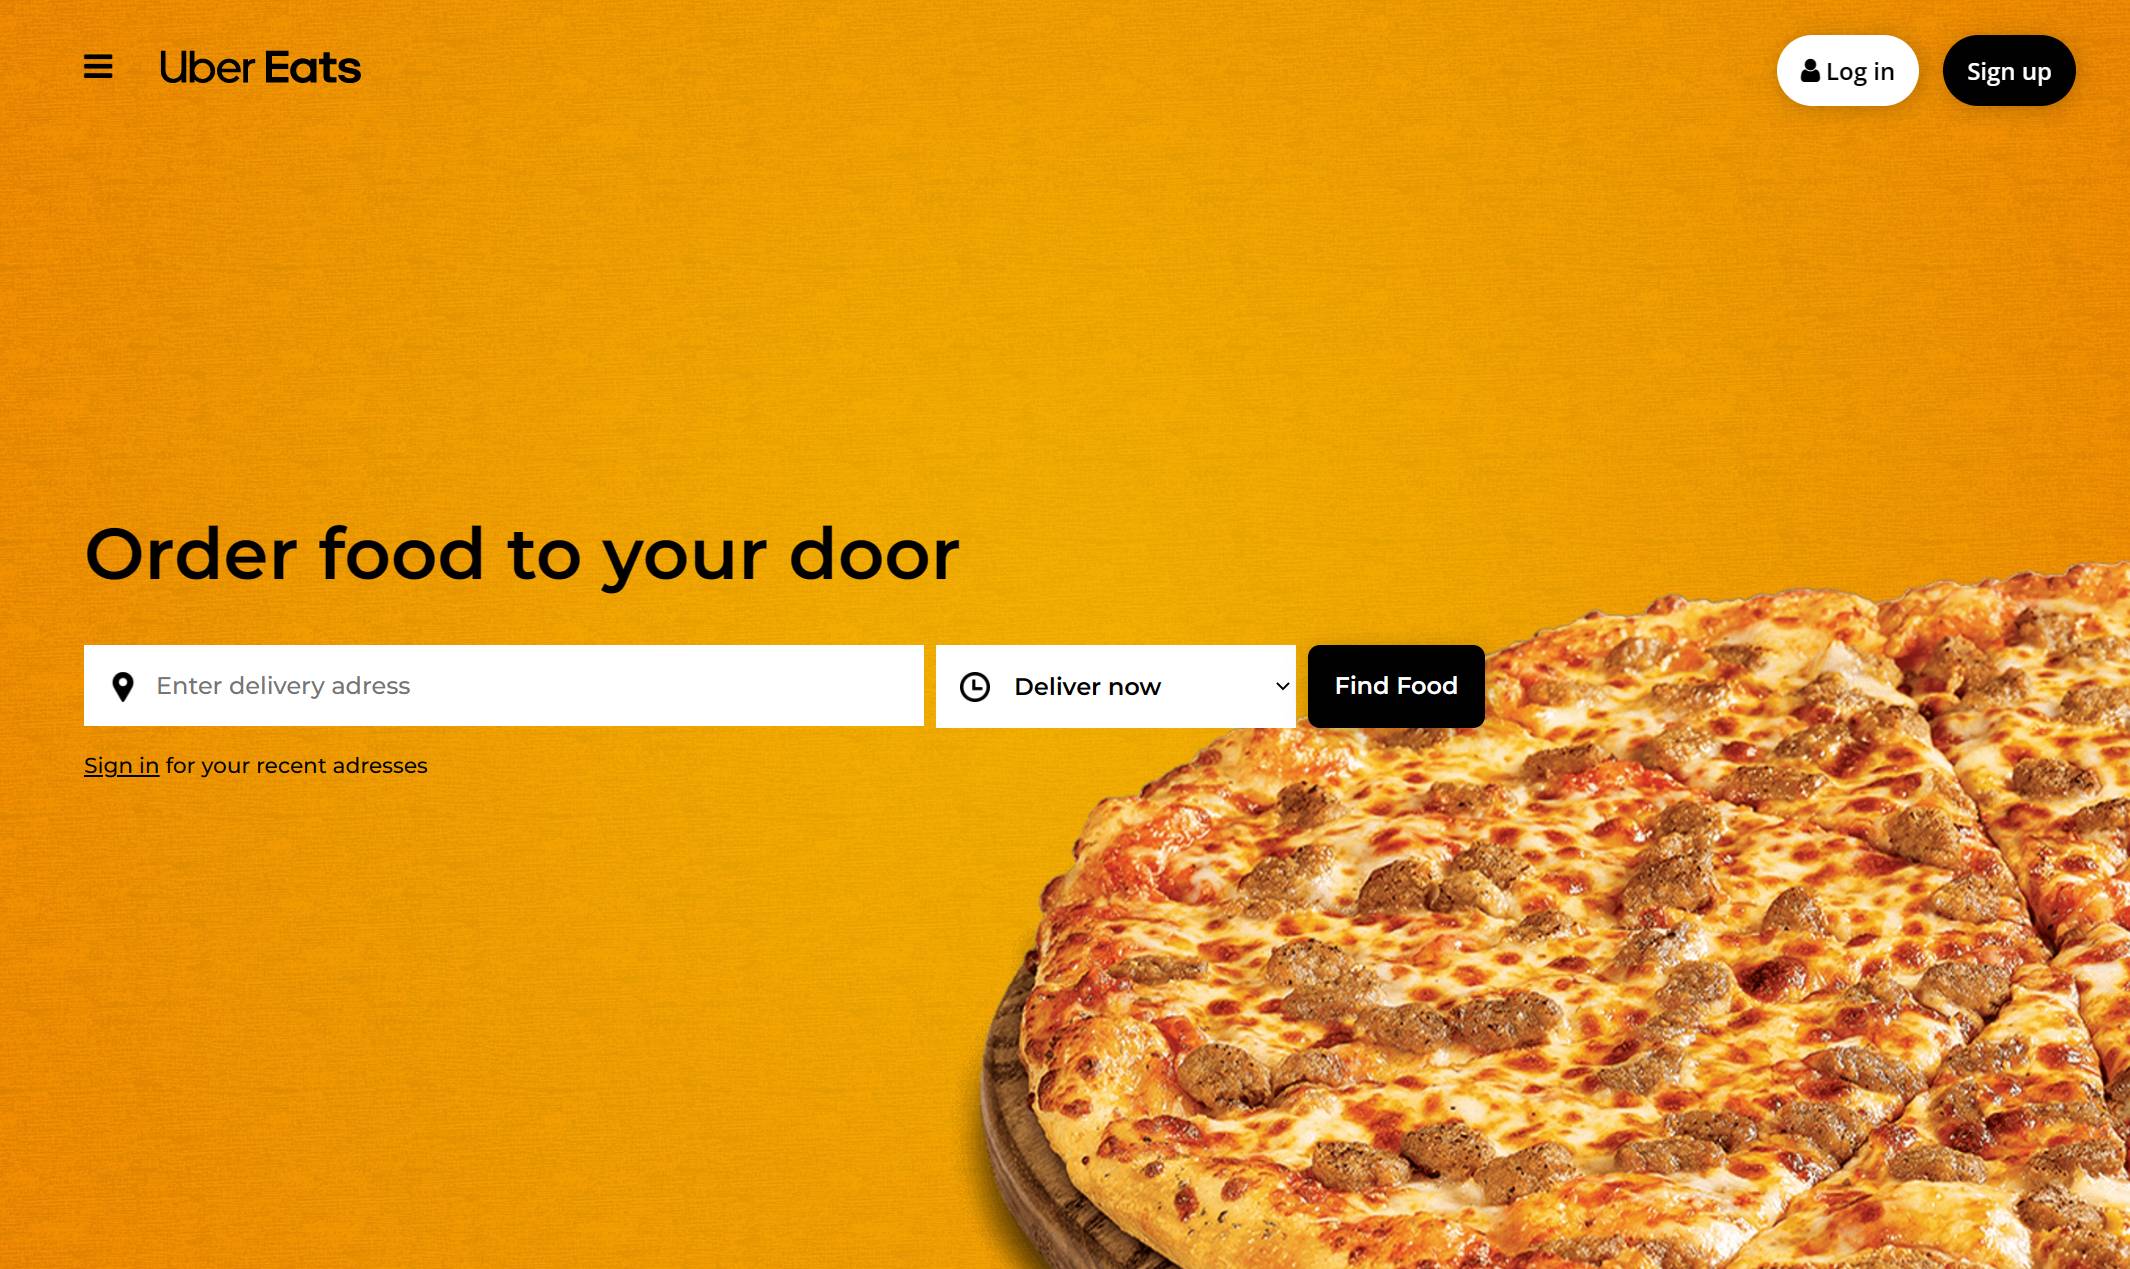 Uber Eats
Log in
Sign up
Order food to your door
Enter delivery adress
Deliver now
Find Food
Sign in for your recent adresses